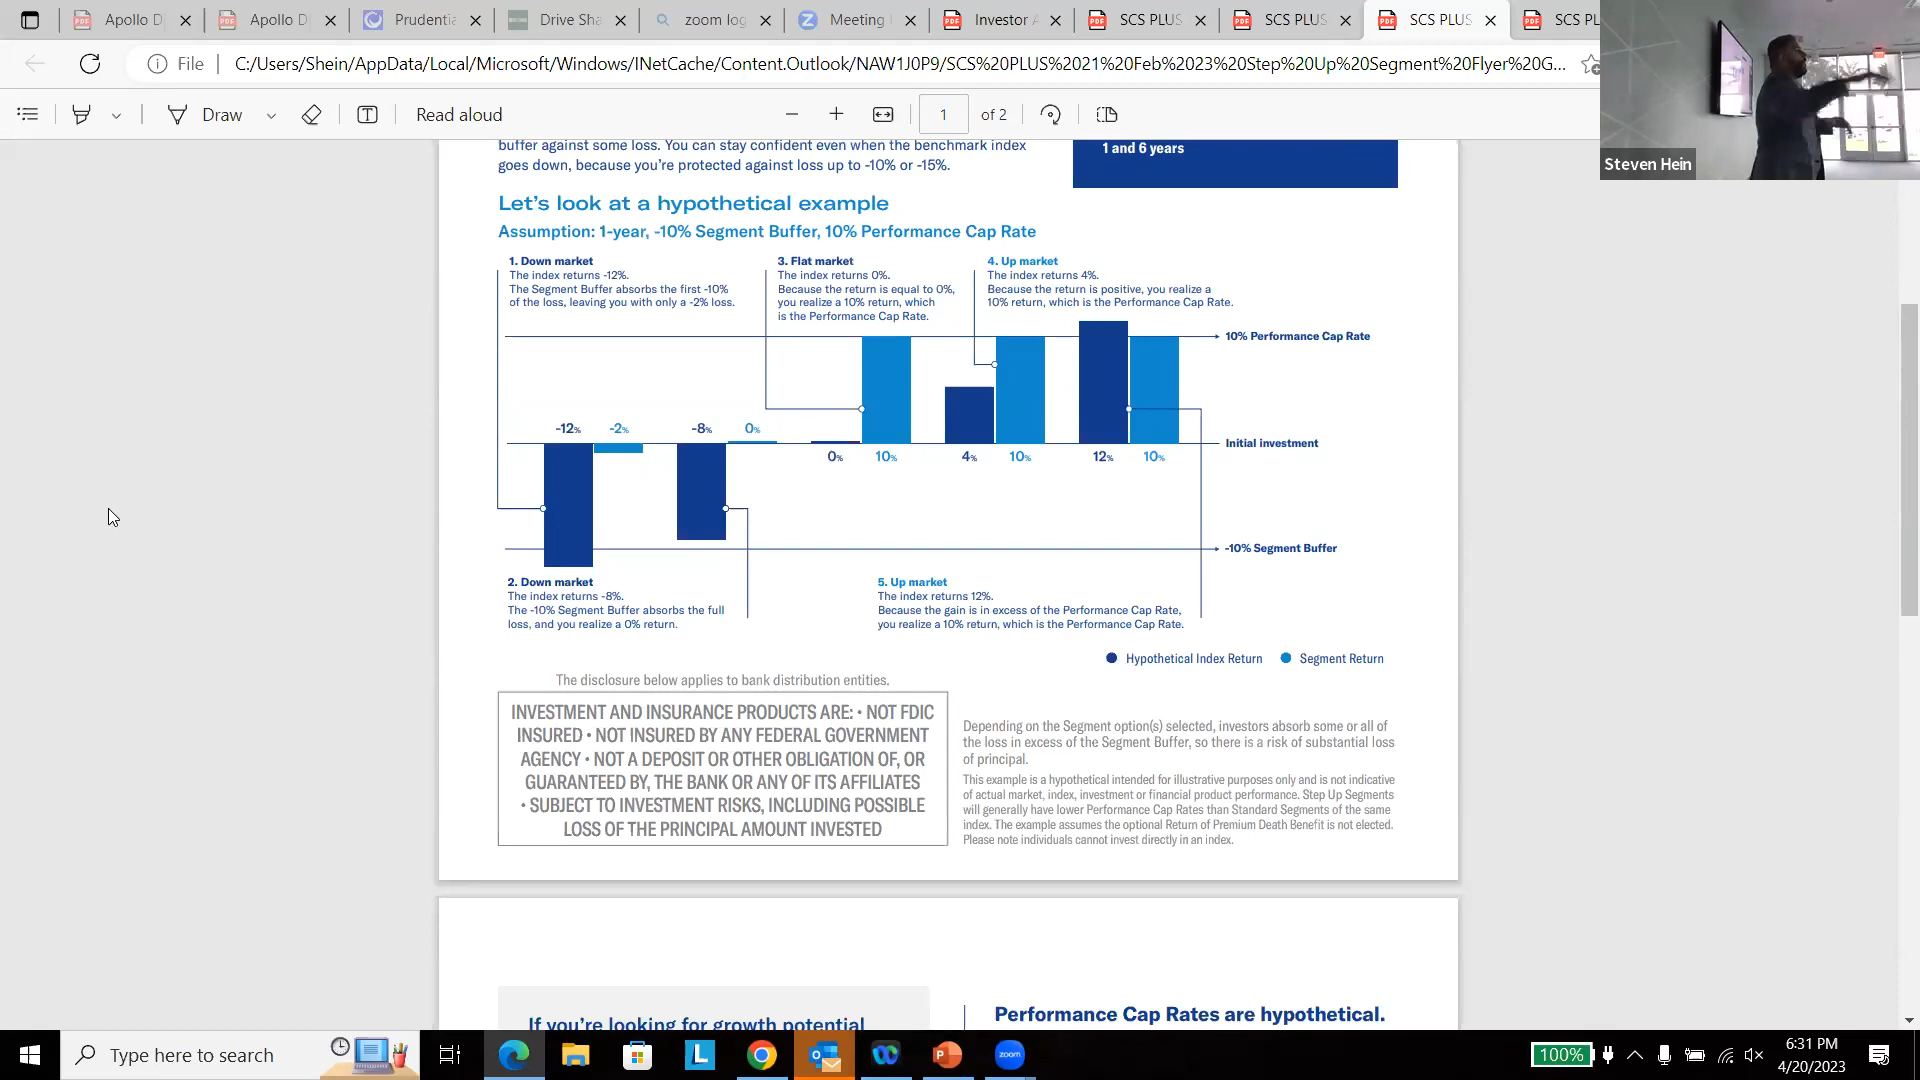 Apollo D
Apollo D
Prudentia
Drive Sha
zoom log
Meeting
Investor A
SCS PLUS
SCS PLUS
SCS PLUS
SCS PL
File
C:/Users/Shein/AppData/Local/Microsoft/Windows/INetCache/Content.Outlook/NAW1J0P9/SCS%20PLUS%2021%20Feb%2023%20Step%20Up%20Segment%20Flyer%20G...
Draw
Read aloud
1
of 2
Steven Hein
buffer against some loss. You can stay confident even when the benchmark index
goes down, because you're protected against loss up to -10% or -15%.
1 and 6 years
Let's look at a hypothetical example
Assumption: 1-year, -10% Segment Buffer, 10% Performance Cap Rate
1. Down market
The index returns -12%.
The Segment Buffer absorbs the first -10%
of the loss, leaving you with only a -2% loss.
3. Flat market
The index returns 0%.
Because the return is equal to 0%,
you realize a 10% return, which
is the Performance Cap Rate.
4. Up market
The index returns 4%.
Because the return is positive, you realize a
10% return, which is the Performance Cap Rate.
10% Performance Cap Rate
-12%
-2%
-8%
0%
Initial investment
0%
10%
4%
10%
12%
10%
-10% Segment Buffer
2. Down market
The index returns -8%.
The -10% Segment Buffer absorbs the full
loss, and you realize a 0% return.
5. Up market
The index returns 12%.
Because the gain is in excess of the Performance Cap Rate,
you realize a 10% return, which is the Performance Cap Rate.
Hypothetical Index Return
Segment Return
The disclosure below applies to bank distribution entities.
INVESTMENT AND INSURANCE PRODUCTS ARE: • NOT FDIC
INSURED • NOT INSURED BY ANY FEDERAL GOVERNMENT
AGENCY • NOT A DEPOSIT OR OTHER OBLIGATION OF, OR
GUARANTEED BY, THE BANK OR ANY OF ITS AFFILIATES
• SUBJECT TO INVESTMENT RISKS, INCLUDING POSSIBLE
LOSS OF THE PRINCIPAL AMOUNT INVESTED
Depending on the Segment option(s) selected, investors absorb some or all of
the loss in excess of the Segment Buffer, so there is a risk of substantial loss
of principal.
This example is a hypothetical intended for illustrative purposes only and is not indicative
of actual market, index, investment or financial product performance. Step Up Segments
will generally have lower Performance Cap Rates than Standard Segments of the same
index. The example assumes the optional Return of Premium Death Benefit is not elected.
Please note individuals cannot invest directly in an index.
If you're looking for growth potential
Performance Cap Rates are hypothetical.
Type here to search
100%
6:31 PM
4/20/2023